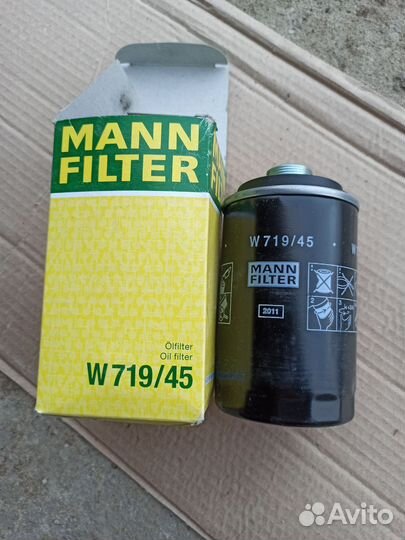 MANN
FILTER
Ölfilter
Oil filter
W 719/45
W 719/45
MANN
FILTER
2011
Avito